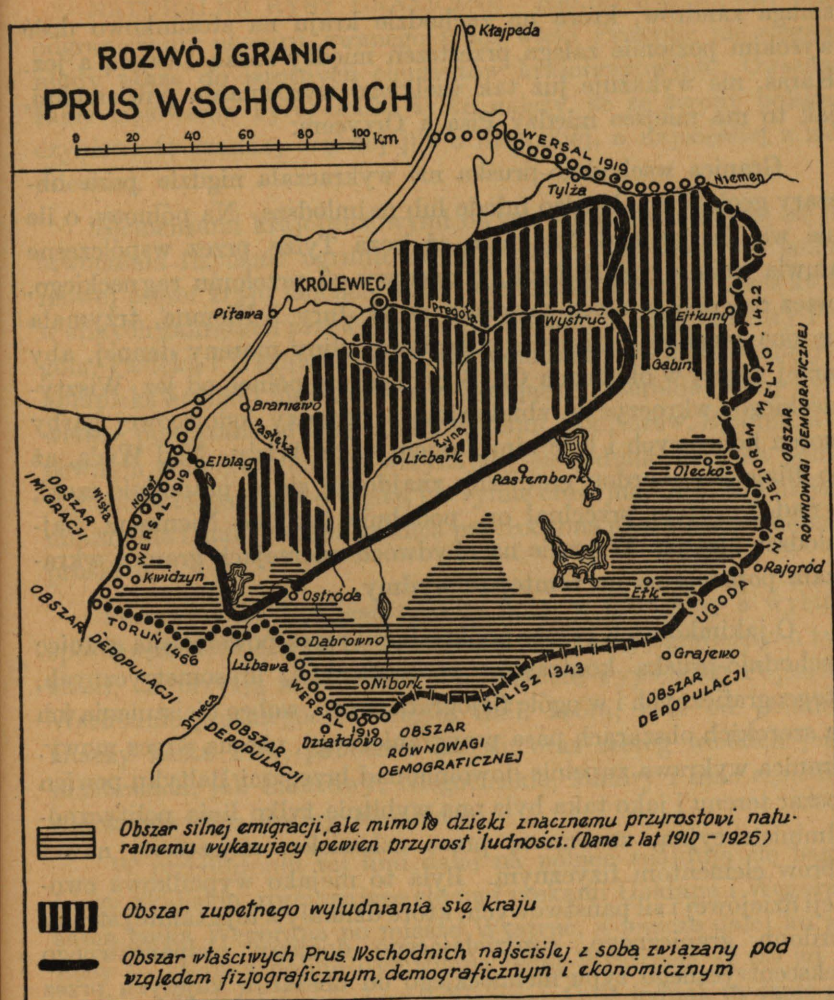 ROZWÓJ GRANIC
PRUS WSCHODNICH
0 20 40 60 80 100 km
Kłajpeda
WERSAL 1919
Tylża
Niemen
KRÓLEWIEC
Piława
Pregoła
Wystruć
Ejtkuny
Gąbin
Braniewo
Pasłęka
Łyna
Licbark
Rastembork
Olecko
NAD JEZIOREM MELNO · 1422
OBSZAR
RÓWNOWAGI DEMOGRAFICZNEJ
OBSZAR
IMIGRACJI
Wisła
Nogat
WERSAL 1919
Elbląg
Kwidzyń
Ostróda
Ełk
Rajgród
UGODA
OBSZAR DEPOPULACJI
TORUŃ 1466
Dąbrówno
Lubawa
Grajewo
Nibork
WERSAL 1919
KALISZ 1343
OBSZAR
DEPOPULACJI
Drwęca
OBSZAR
DEPOPULACJI
Działdowo
OBSZAR
RÓWNOWAGI
DEMOGRAFICZNEJ
Obszar silnej emigracji, ale mimo to dzięki znacznemu przyrostowi natu-
ralnemu wykazujący pewien przyrost ludności. (Dane z lat 1910 - 1925)
Obszar zupełnego wyludniania się kraju
Obszar właściwych Prus Wschodnich najściślej z sobą związany pod
względem fizjograficznym, demograficznym i ekonomicznym